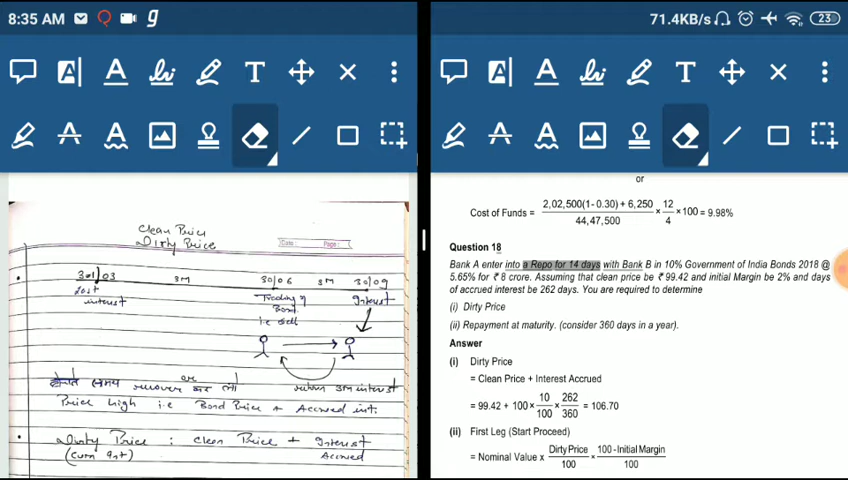 8:35 AM
71.4KB/s
23
Clean Price
Dirty Price
Date: Page:
03
3M
30/06
3M
30/09
Last
interest
Trading of
Bond
i.e sell
Interest
or
recover
return 3M interest
Price high i.e Bond Price + Accrued int.
Dirty Price : Clean Price + Interest
Accrued
or
Cost of Funds = 2,02,500(1- 0.30) + 6,250 / 44,47,500 × 12 / 4 × 100 = 9.98%
Question 18
Bank A enter into a Repo for 14 days with Bank B in 10% Government of India Bonds 2018 @
5.65% for ₹ 8 crore. Assuming that clean price be ₹ 99.42 and initial Margin be 2% and days
of accrued interest be 262 days. You are required to determine
(i) Dirty Price
(ii) Repayment at maturity. (consider 360 days in a year).
Answer
(i) Dirty Price
= Clean Price + Interest Accrued
= 99.42 + 100 × 10 / 100 × 262 / 360 = 106.70
(ii) First Leg (Start Proceed)
= Nominal Value x Dirty Price / 100 × 100 - Initial Margin / 100